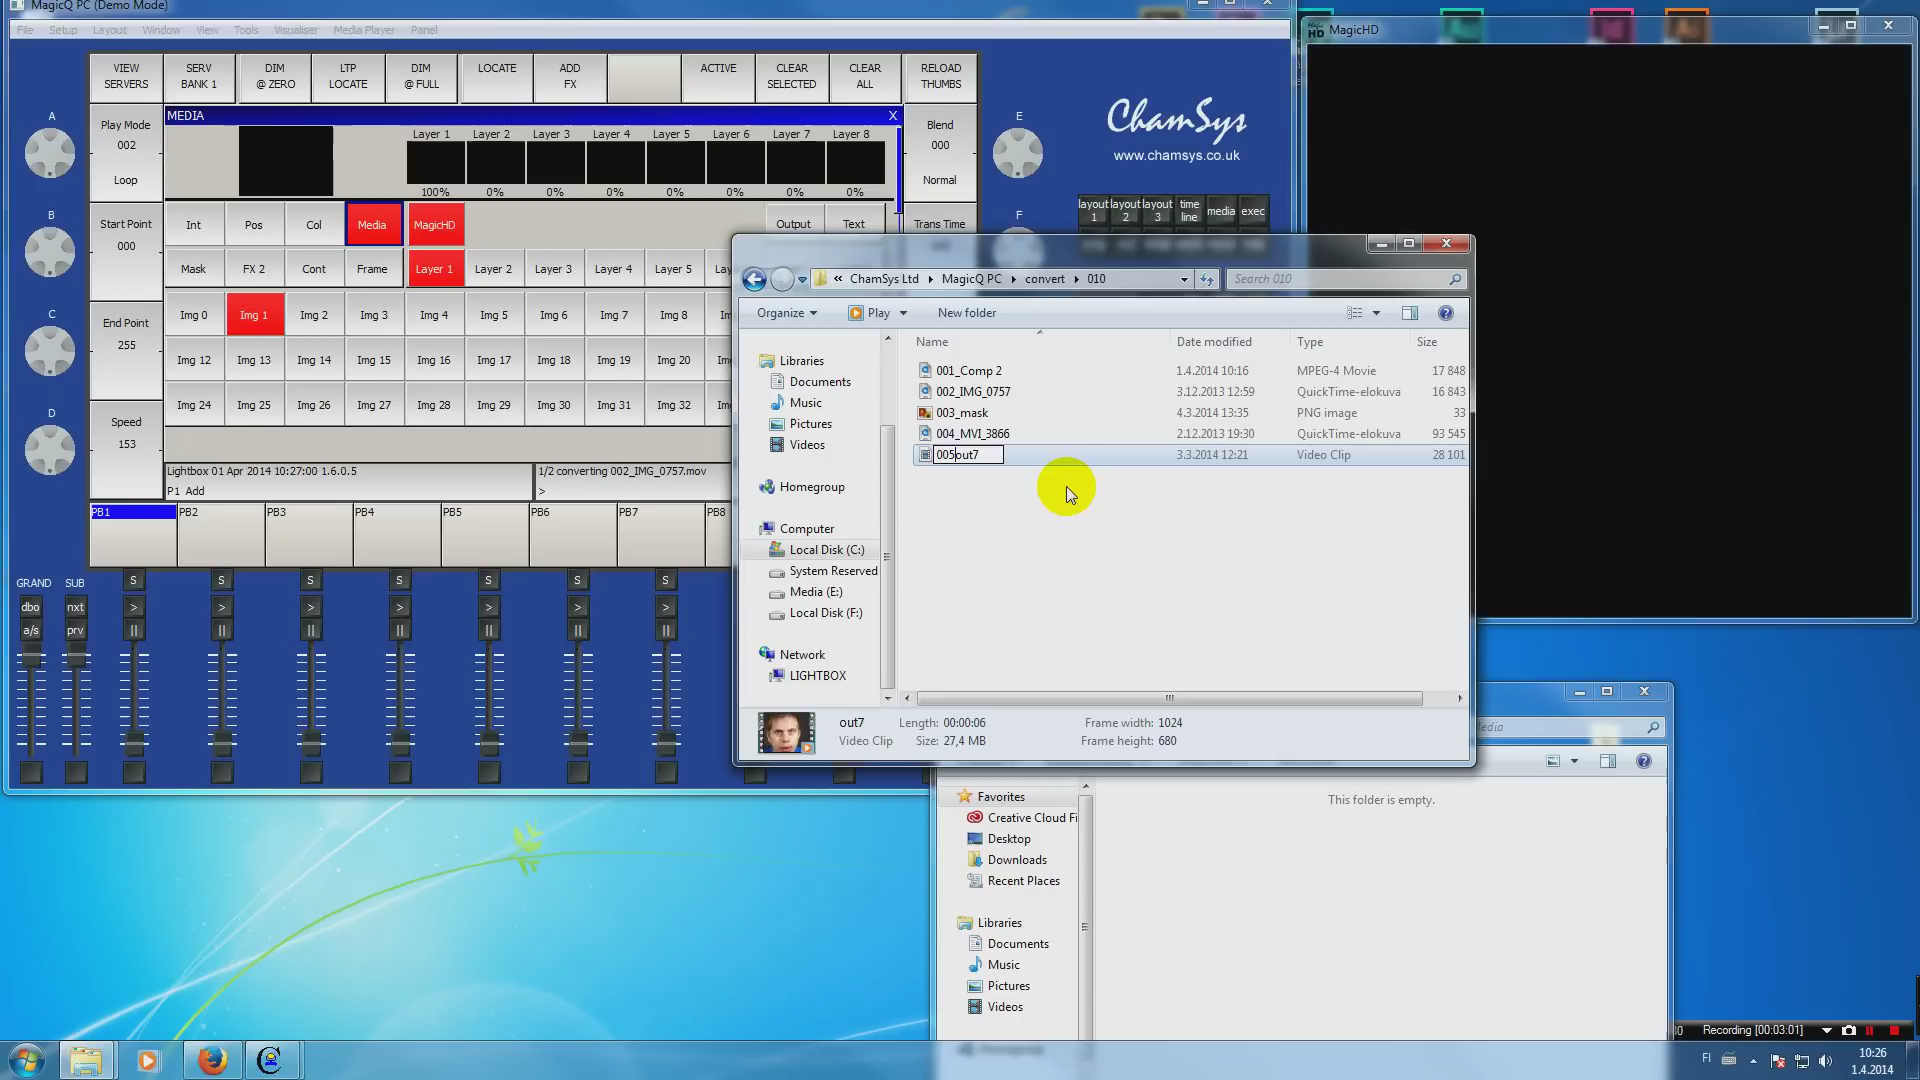 MagicQ PC (Demo Mode)
File Setup Layout Window View Tools Visualiser Media Player Panel
VIEW SERVERS
SERV BANK 1
DIM @ ZERO
LTP LOCATE
DIM @ FULL
LOCATE
ADD FX
ACTIVE
CLEAR SELECTED
CLEAR ALL
RELOAD THUMBS
A
B
C
D
Play Mode
002
Loop
Start Point
000
End Point
255
Speed
153
MEDIA X
Layer 1 Layer 2 Layer 3 Layer 4 Layer 5 Layer 6 Layer 7 Layer 8
100% 0% 0% 0% 0% 0% 0% 0%
Int Pos Col Media MagicHD Output Text
Mask FX 2 Cont Frame Layer 1 Layer 2 Layer 3 Layer 4 Layer 5
Img 0 Img 1 Img 2 Img 3 Img 4 Img 5 Img 6 Img 7 Img 8
Img 12 Img 13 Img 14 Img 15 Img 16 Img 17 Img 18 Img 19 Img 20
Img 24 Img 25 Img 26 Img 27 Img 28 Img 29 Img 30 Img 31 Img 32
Lightbox 01 Apr 2014 10:27:00 1.6.0.5
P1 Add
1/2 converting 002_IMG_0757.mov
>
Blend
000
Normal
Trans Time
E
F
ChamSys
www.chamsys.co.uk
layout 1 layout 2 layout 3 time line media exec
PB1 PB2 PB3 PB4 PB5 PB6 PB7 PB8
GRAND SUB
S S S S S S S
dbo nxt > > > > > > >
a/s prv
MagicHD
« ChamSys Ltd MagicQ PC convert 010
Search 010
Organize Play New folder
Name Date modified Type Size
001_Comp 2 1.4.2014 10:16 MPEG-4 Movie 17 848
002_IMG_0757 3.12.2013 12:59 QuickTime-elokuva 16 843
003_mask 4.3.2014 13:35 PNG image 33
004_MVI_3866 2.12.2013 19:30 QuickTime-elokuva 93 545
005out7 3.3.2014 12:21 Video Clip 28 101
Libraries
Documents
Music
Pictures
Videos
Homegroup
Computer
Local Disk (C:)
System Reserved
Media (E:)
Local Disk (F:)
Network
LIGHTBOX
out7 Length: 00:00:06 Frame width: 1024
Video Clip Size: 27,4 MB Frame height: 680
Favorites
Creative Cloud Fi
Desktop
Downloads
Recent Places
Libraries
Documents
Music
Pictures
Videos
This folder is empty.
Recording [00:03:01]
FI
10:26
1.4.2014